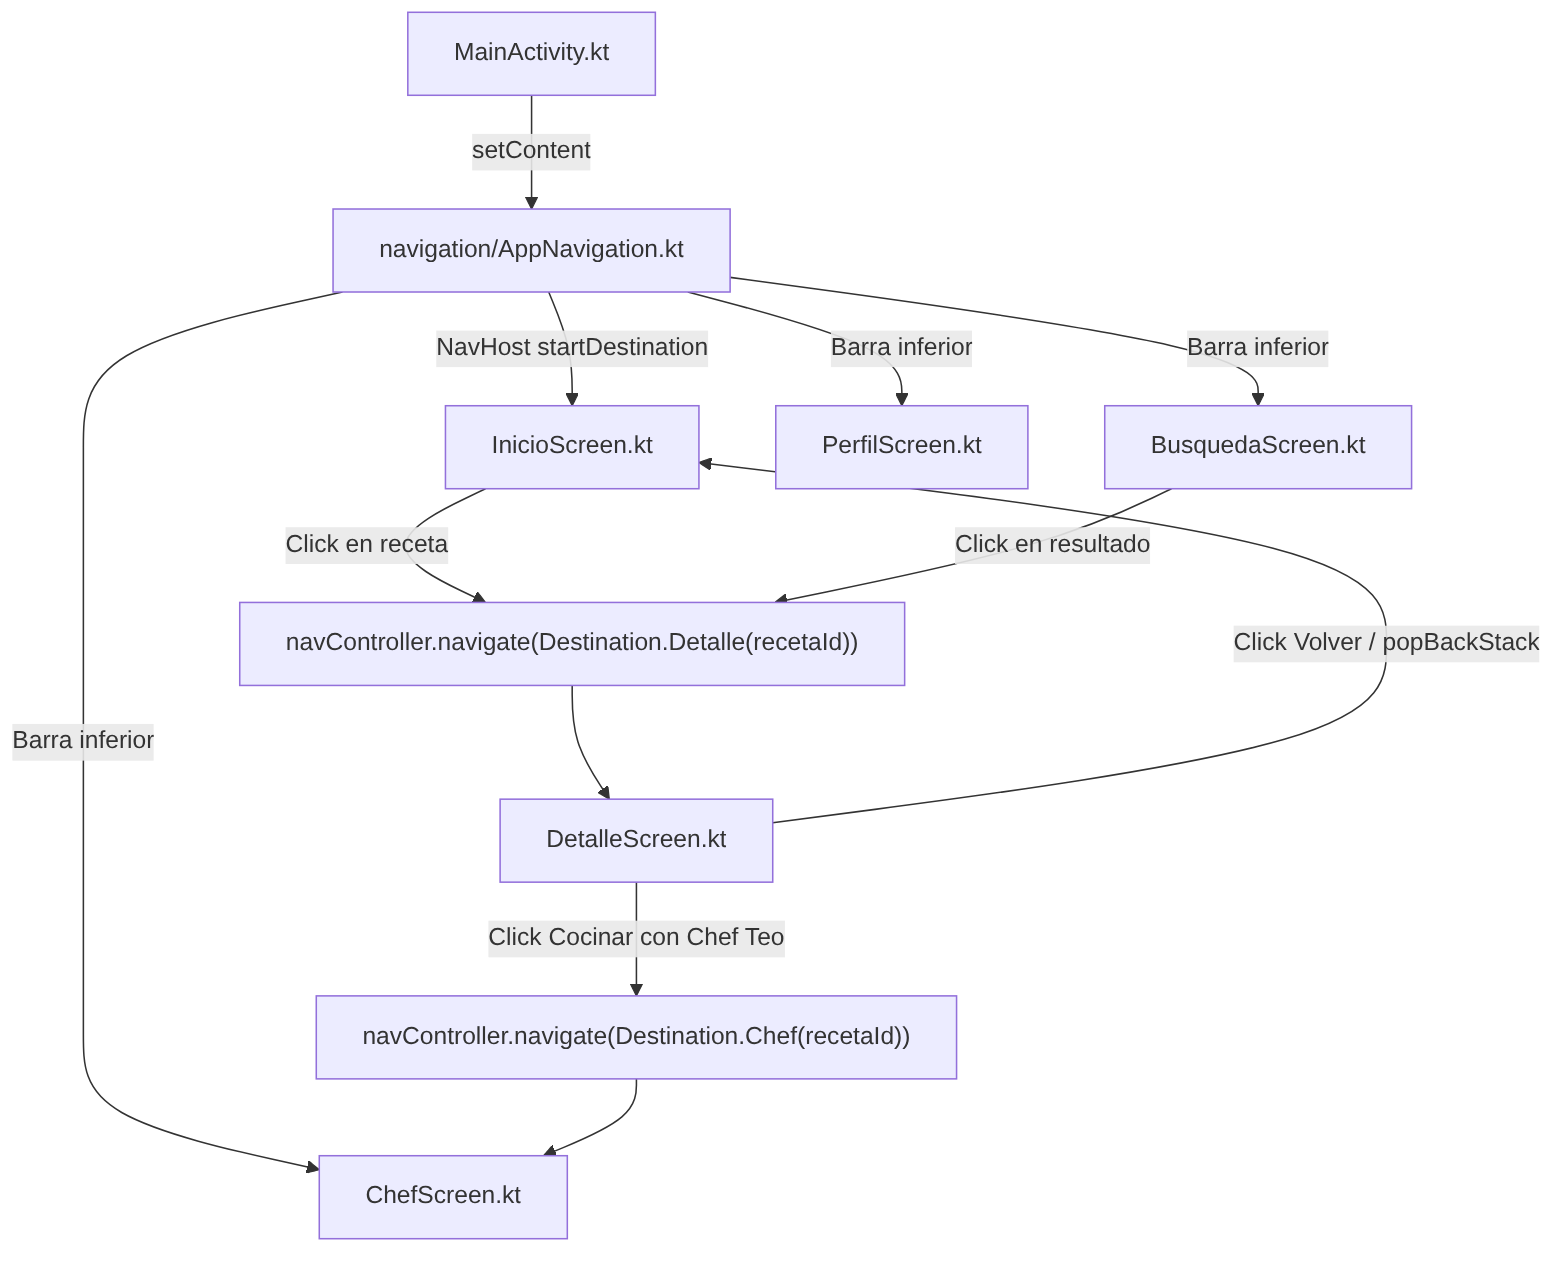 MainActivity.kt
setContent
navigation/AppNavigation.kt
NavHost startDestination
Barra inferior
Barra inferior
InicioScreen.kt
PerfilScreen.kt
BusquedaScreen.kt
Click en receta
Click en resultado
navController.navigate(Destination.Detalle(recetaId))
Click Volver / popBackStack
Barra inferior
DetalleScreen.kt
Click Cocinar con Chef Teo
navController.navigate(Destination.Chef(recetaId))
ChefScreen.kt